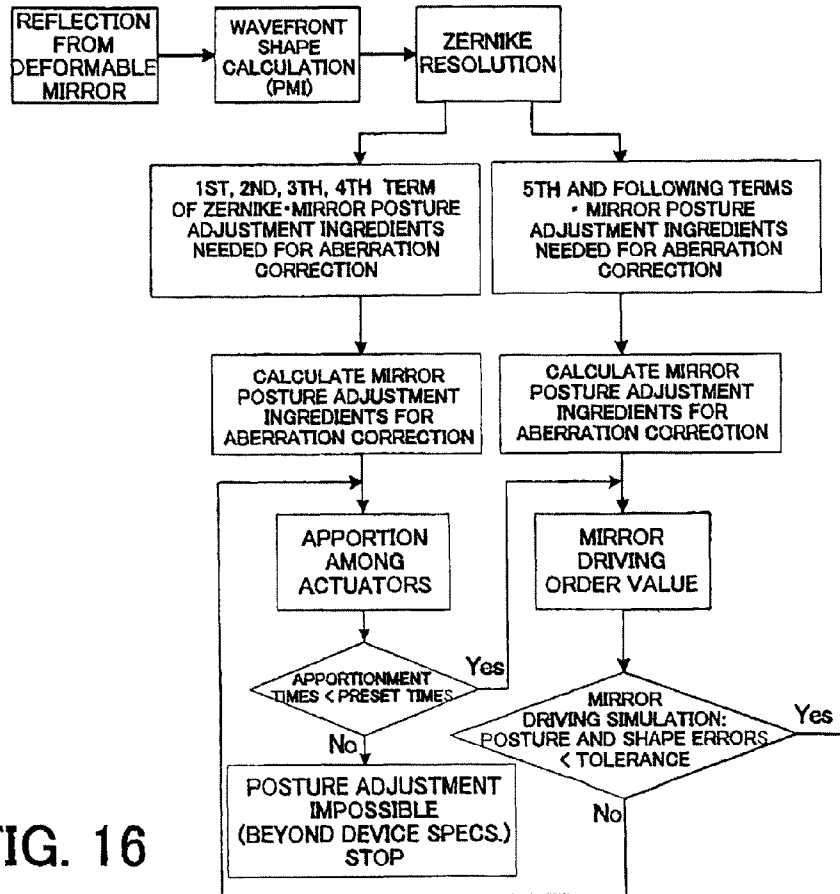 REFLECTION
FROM
DEFORMABLE
MIRROR
WAVEFRONT
SHAPE
CALCULATION
(PMI)
ZERNIKE
RESOLUTION
1ST, 2ND, 3TH, 4TH TERM
OF ZERNIKE·MIRROR POSTURE
ADJUSTMENT INGREDIENTS
NEEDED FOR ABERRATION
CORRECTION
5TH AND FOLLOWING TERMS
· MIRROR POSTURE
ADJUSTMENT INGREDIENTS
NEEDED FOR ABERRATION
CORRECTION
CALCULATE MIRROR
POSTURE ADJUSTMENT
INGREDIENTS FOR
ABERRATION CORRECTION
CALCULATE MIRROR
POSTURE ADJUSTMENT
INGREDIENTS FOR
ABERRATION CORRECTION
APPORTION
AMONG
ACTUATORS
MIRROR
DRIVING
ORDER VALUE
APPORTIONMENT
TIMES < PRESET TIMES
Yes
No
MIRROR
DRIVING SIMULATION:
POSTURE AND SHAPE ERRORS
< TOLERANCE
Yes
No
POSTURE ADJUSTMENT
IMPOSSIBLE
(BEYOND DEVICE SPECS.)
STOP
IG. 16